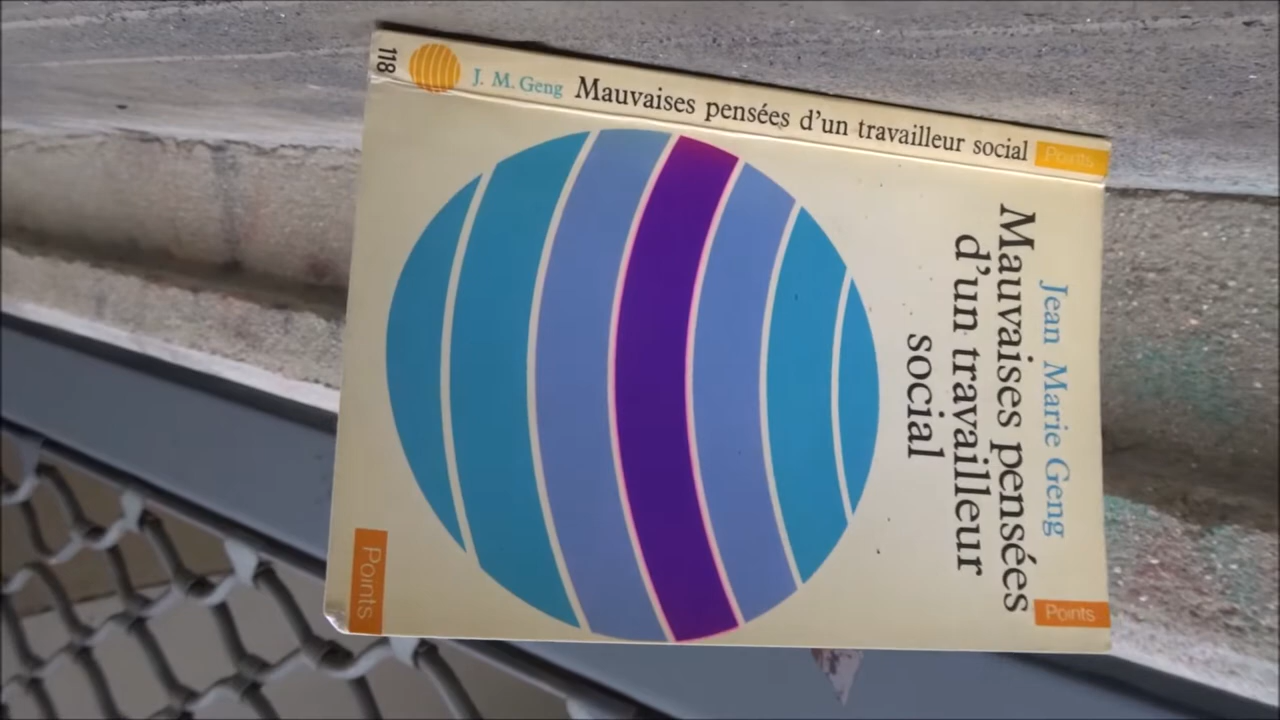 118
J. M. Geng
Mauvaises pensées d'un travailleur social
Points
Jean Marie Geng
Mauvaises pensées
d'un travailleur
social
Points
Points